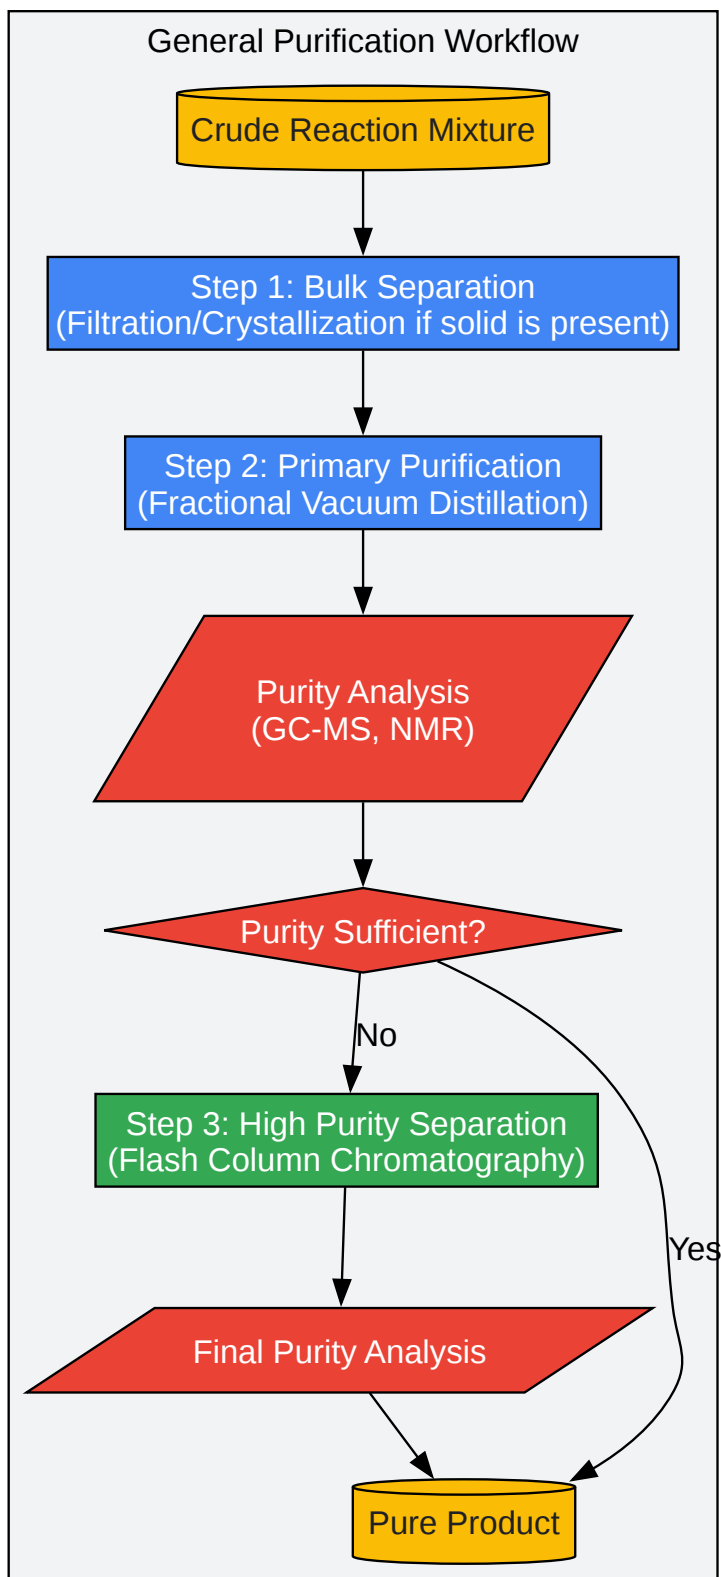 General Purification Workflow
Crude Reaction Mixture
Step 1: Bulk Separation
(Filtration/Crystallization if solid is present)
Step 2: Primary Purification
(Fractional Vacuum Distillation)
Purity Analysis
(GC-MS, NMR)
Purity Sufficient?
No
Step 3: High Purity Separation
(Flash Column Chromatography)
Yes
Final Purity Analysis
Pure Product